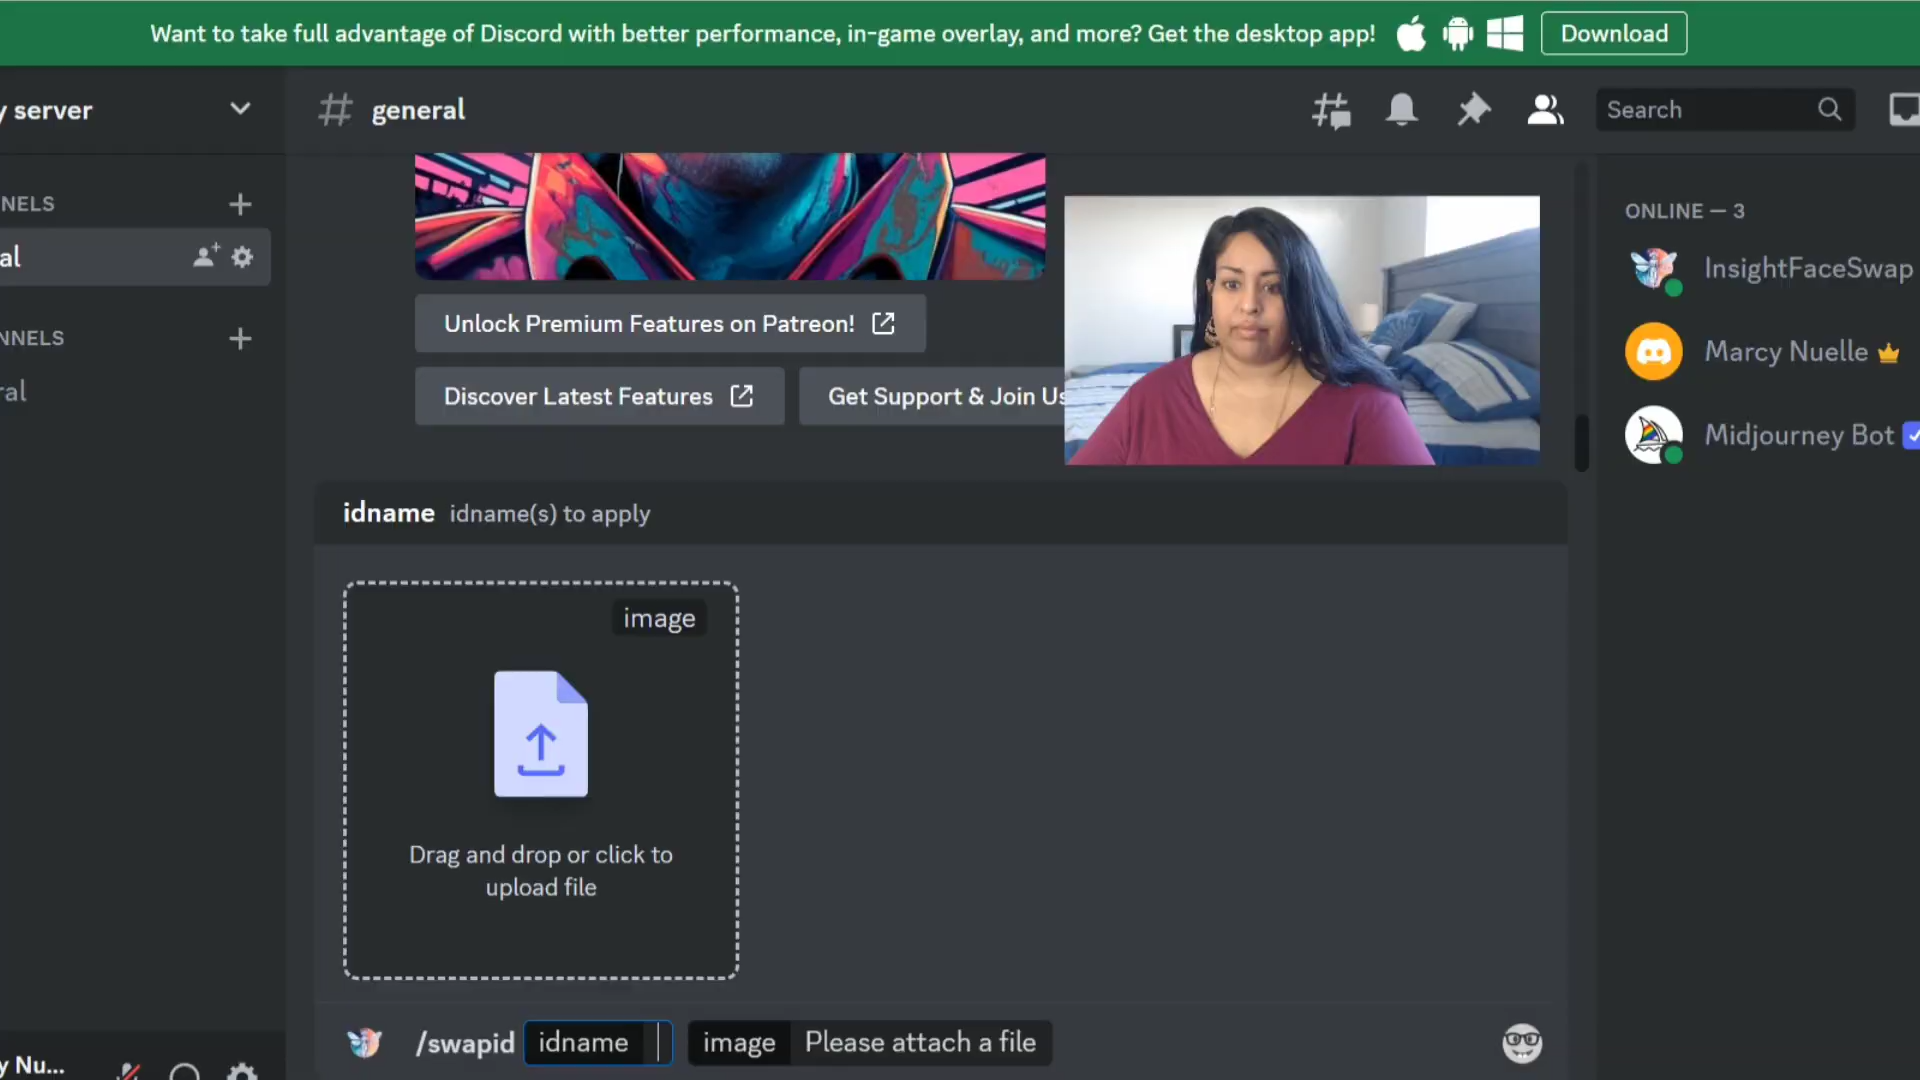 Want to take full advantage of Discord with better performance, in-game overlay, and more? Get the desktop app!
Download
y server
general
Search
NELS
al
NNELS
ral
Unlock Premium Features on Patreon!
Discover Latest Features
Get Support & Join Us
ONLINE — 3
InsightFaceSwap
Marcy Nuelle
Midjourney Bot
idname idname(s) to apply
image
Drag and drop or click to
upload file
/swapid idname image Please attach a file
y Nu...